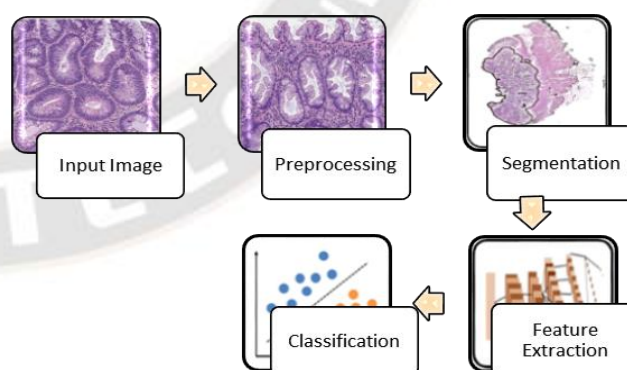 Input Image
Preprocessing
Segmentation
Feature
Extraction
Classification